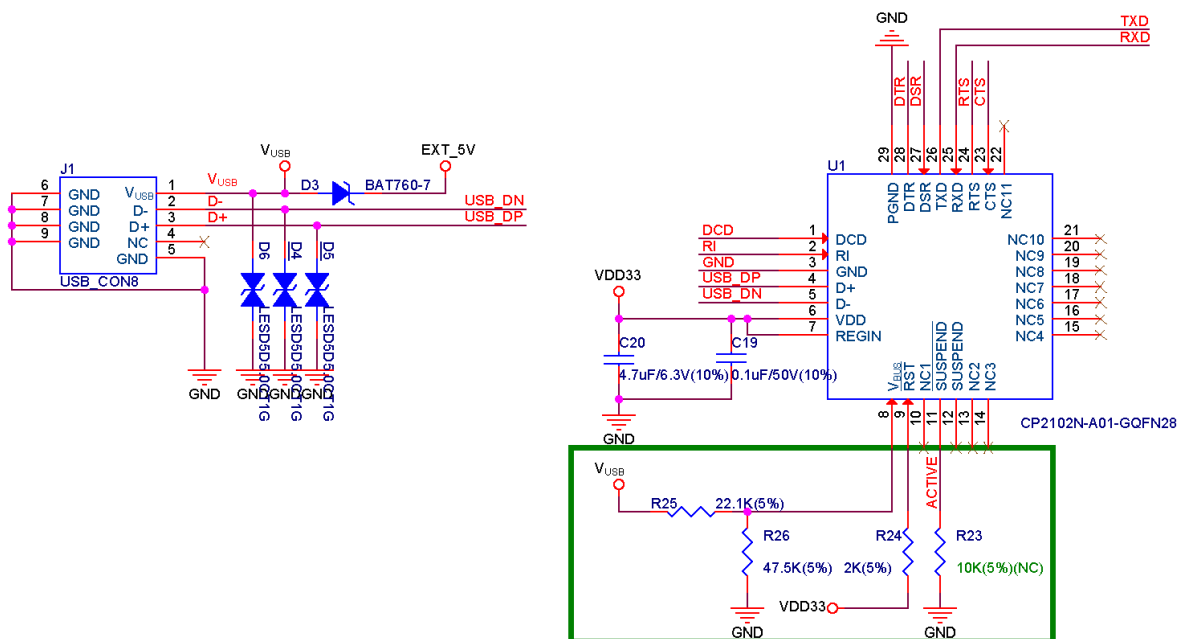 GND
TXD
RXD
DTR
DSR
RTS
CTS
29
28
27
26
25
24
23
22
U1
PGND
DTR
DSR
TXD
RXD
RTS
CTS
NC11
J1
VUSB
VUSB
EXT_5V
D3
BAT760-7
6 GND VUSB 1
7 GND D- 2 D- USB_DN
8 GND D+ 3 D+ USB_DP
9 GND NC 4
GND 5
USB_CON8
D6
D4
D5
LESD5D5.0CT1G
LESD5D5.0CT1G
LESD5D5.0CT1G
GND
GND
GND
GND
DCD 1 DCD
RI 2 RI
GND 3 GND
USB_DP 4 D+
USB_DN 5 D-
6 VDD
7 REGIN
NC10 21
NC9 20
NC8 19
NC7 18
NC6 17
NC5 16
NC4 15
VDD33
C20
4.7uF/6.3V(10%)
C19
0.1uF/50V(10%)
GND
VBUS
RST
NC1
SUSPEND
SUSPEND
NC2
NC3
8
9
10
11
12
13
14
CP2102N-A01-GQFN28
ACTIVE
VUSB
R25 22.1K(5%)
R26
47.5K(5%)
R24
2K(5%)
R23
10K(5%)(NC)
VDD33
GND
GND